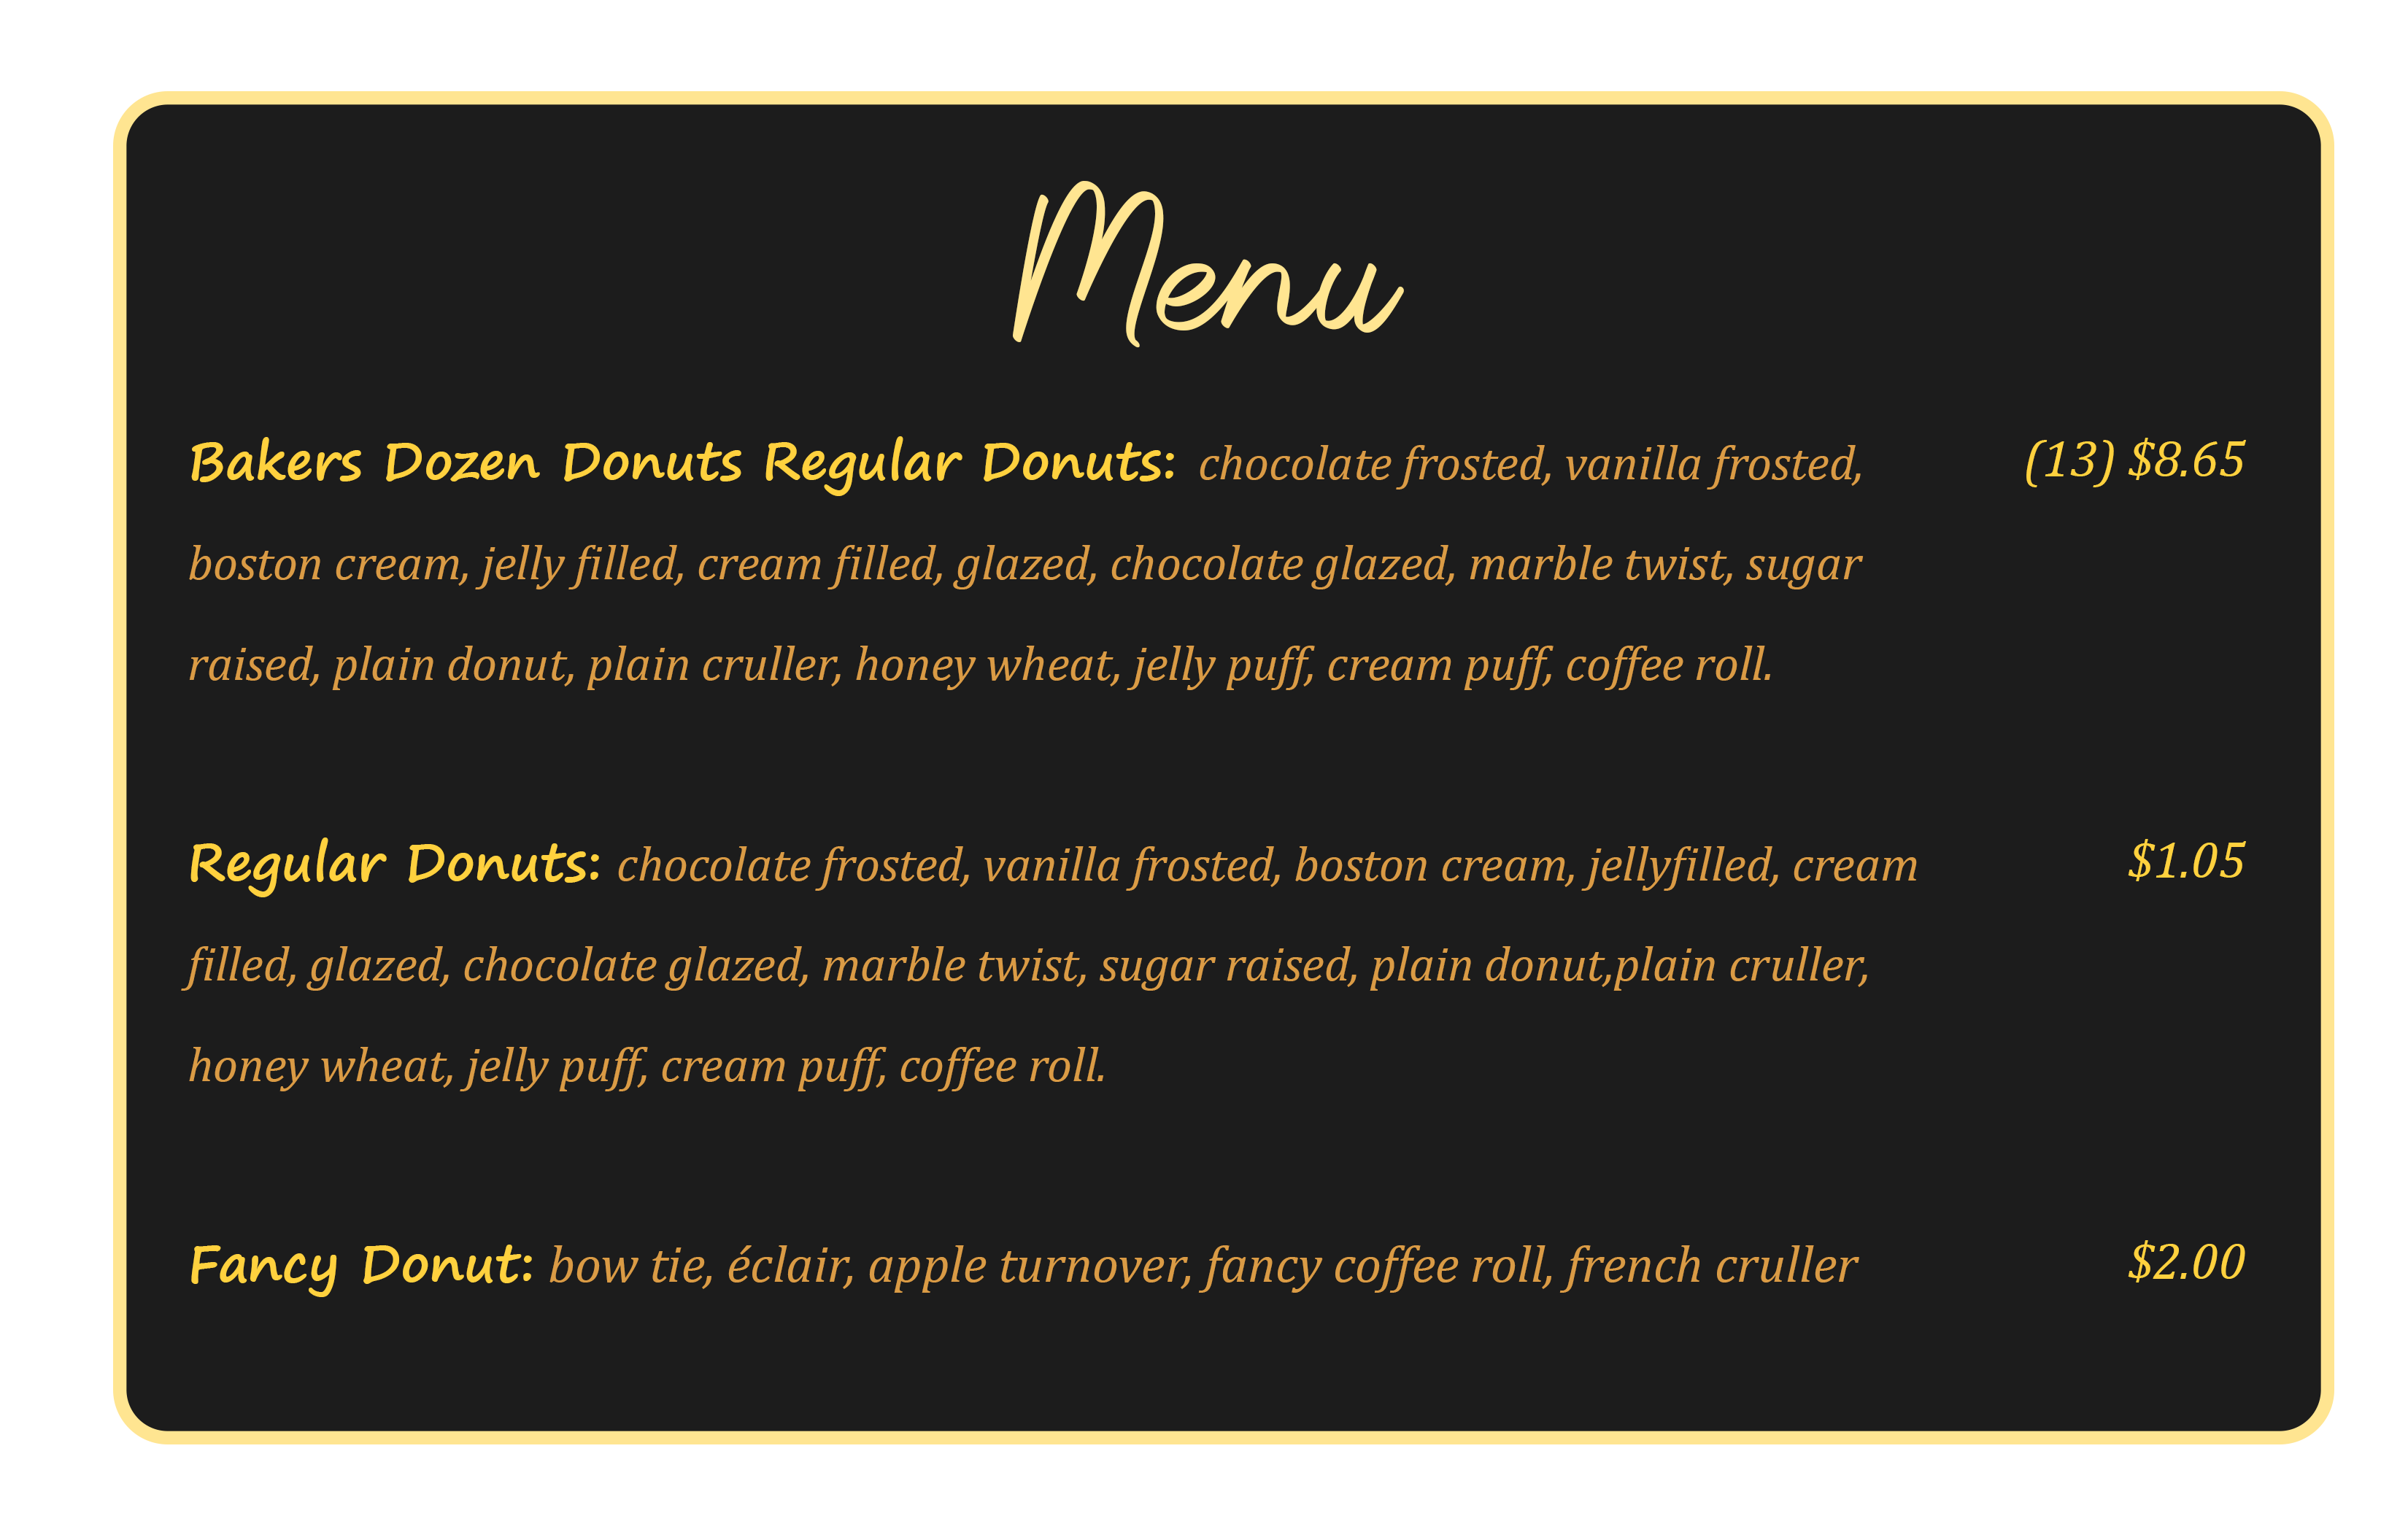 Menu
Bakers Dozen Donuts Regular Donuts: chocolate frosted, vanilla frosted, (13) $8.65
boston cream, jelly filled, cream filled, glazed, chocolate glazed, marble twist, sugar
raised, plain donut, plain cruller, honey wheat, jelly puff, cream puff, coffee roll.
Regular Donuts: chocolate frosted, vanilla frosted, boston cream, jellyfilled, cream $1.05
filled, glazed, chocolate glazed, marble twist, sugar raised, plain donut,plain cruller,
honey wheat, jelly puff, cream puff, coffee roll.
Fancy Donut: bow tie, éclair, apple turnover, fancy coffee roll, french cruller $2.00